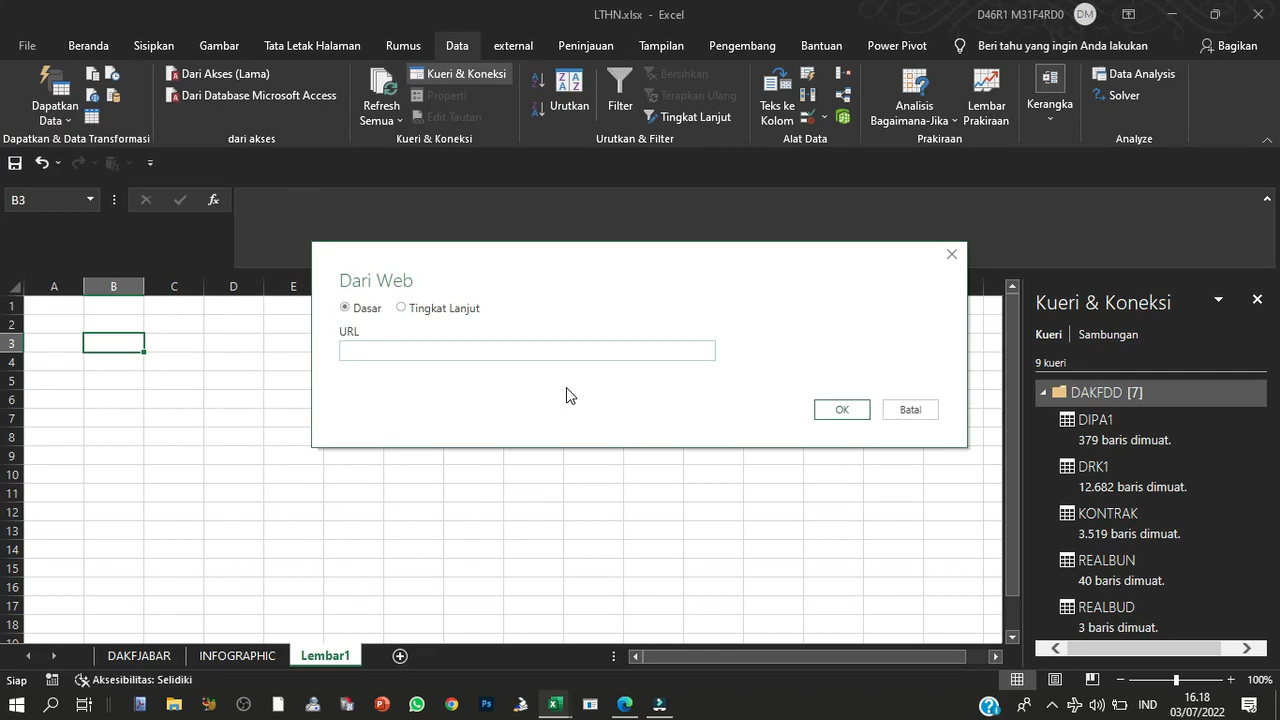 LTHN.xlsx - Excel
D46R1 M31F4RD0
DM
File
Beranda
Sisipkan
Gambar
Tata Letak Halaman
Rumus
Data
external
Peninjauan
Tampilan
Pengembang
Bantuan
Power Pivot
Beri tahu yang ingin Anda lakukan
Bagikan
Dapatkan
Data
Dapatkan & Data Transformasi
Dari Akses (Lama)
Dari Database Microsoft Access
dari akses
Refresh
Semua
Kueri & Koneksi
Properti
Edit Tautan
Kueri & Koneksi
Urutkan
Filter
Bersihkan
Terapkan Ulang
Tingkat Lanjut
Urutkan & Filter
Teks ke
Kolom
Alat Data
Analisis
Bagaimana-Jika
Lembar
Prakiraan
Prakiraan
Kerangka
Data Analysis
Solver
Analyze
B3
fx
A B C D E
1
2
3
4
5
6
7
8
9
10
11
12
13
14
15
16
17
18
Dari Web
Dasar
Tingkat Lanjut
URL
OK
Batal
Kueri & Koneksi
Kueri
Sambungan
9 kueri
DAKFDD [7]
DIPA1
379 baris dimuat.
DRK1
12.682 baris dimuat.
KONTRAK
3.519 baris dimuat.
REALBUN
40 baris dimuat.
REALBUD
3 baris dimuat.
DAKFJABAR
INFOGRAPHIC
Lembar1
Siap
Aksesibilitas: Selidiki
100%
IND
16.18
03/07/2022